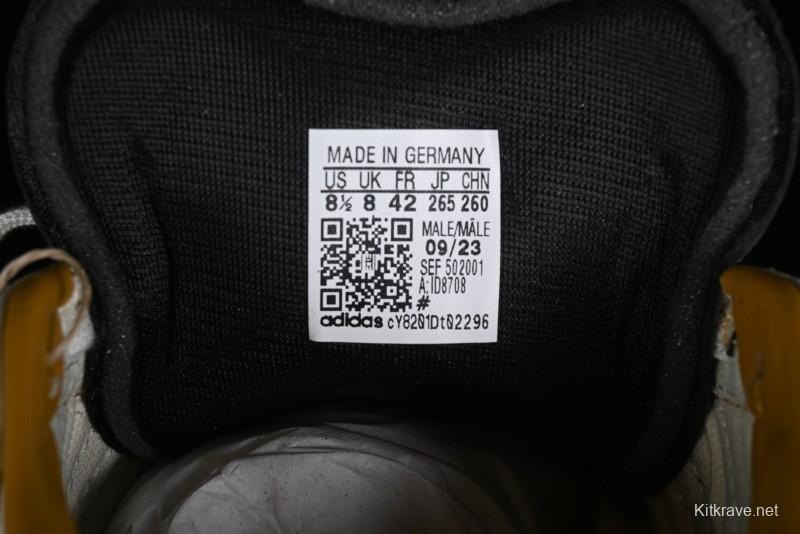 MADE IN GERMANY
US UK FR JP CHN
8½ 8 42 265 260
MALE/MÂLE
09/23
SEF 502001
A: ID8708
#
adidas cY8201Dt02296
Kitkrave.net